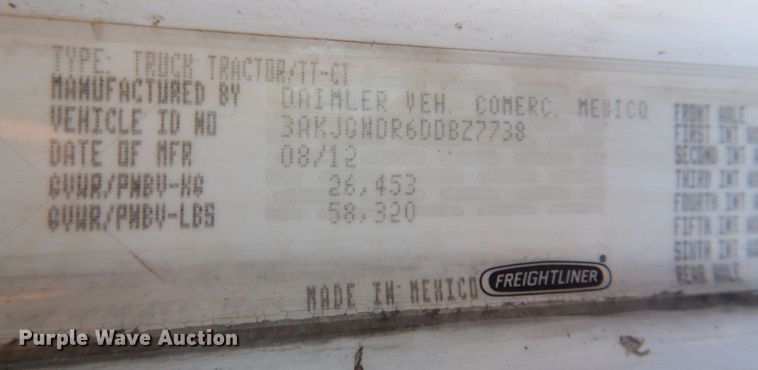 TYPE: TRUCK TRACTOR/TT-CT
MANUFACTURED BY DAIMLER VEH. COMERC. MEXICO
VEHICLE ID NO 3AKJGNDR6DDBZ7738
DATE OF MFR 08/12
GVWR/PNBV-KG 26,453
GVWR/PNBV-LBS 58,320
MADE IN MEXICO FREIGHTLINER®
FRONT AXLE
FIRST INT
SECOND INT
THIRD INT
FOURTH INT
FIFTH INT
SIXTH INT
REAR AXLE
Purple Wave Auction